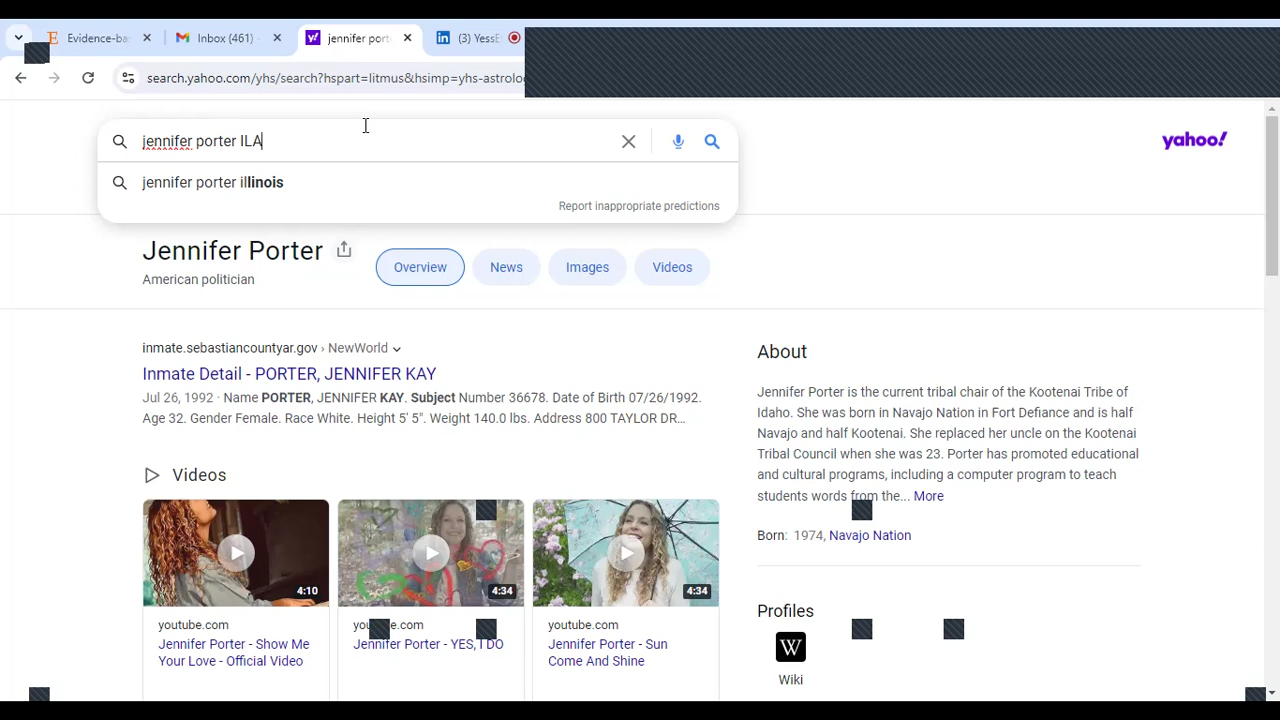 Evidence-ba
Inbox (461)
jennifer port
(3) YessE
search.yahoo.com/yhs/search?hspart=litmus&hsimp=yhs-astrolo
jennifer porter ILA
yahoo!
jennifer porter illinois
Report inappropriate predictions
Jennifer Porter
American politician
Overview
News
Images
Videos
inmate.sebastiancountyar.gov › NewWorld
Inmate Detail - PORTER, JENNIFER KAY
Jul 26, 1992 · Name PORTER, JENNIFER KAY. Subject Number 36678. Date of Birth 07/26/1992.
Age 32. Gender Female. Race White. Height 5' 5". Weight 140.0 lbs. Address 800 TAYLOR DR...
Videos
4:10
4:34
4:34
youtube.com
Jennifer Porter - Show Me
Your Love - Official Video
Jennifer Porter - YES, I DO
youtube.com
Jennifer Porter - Sun
Come And Shine
About
Jennifer Porter is the current tribal chair of the Kootenai Tribe of
Idaho. She was born in Navajo Nation in Fort Defiance and is half
Navajo and half Kootenai. She replaced her uncle on the Kootenai
Tribal Council when she was 23. Porter has promoted educational
and cultural programs, including a computer program to teach
students words from the... More
Born: 1974, Navajo Nation
Profiles
W
Wiki